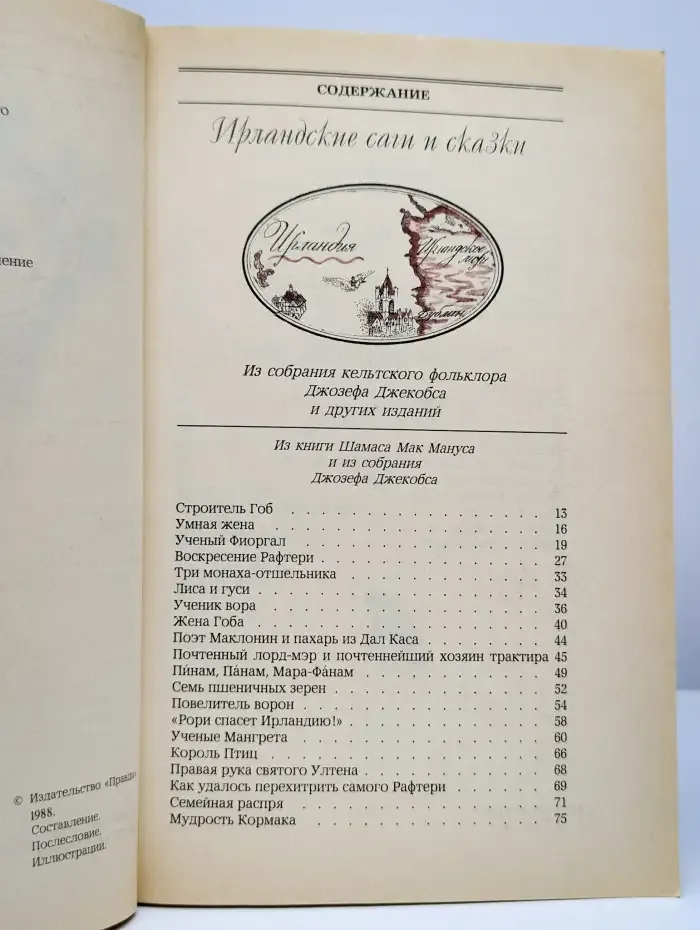 ление
© Издательство «Правда»
1988.
Составление.
Послесловие.
Иллюстрации.
СОДЕРЖАНИЕ
Ирландские саги и сказки
Ирландия
Ирландское
море
Дублин
Из собрания кельтского фольклора
Джозефа Джекобса
и других изданий
Из книги Шамаса Мак Мануса
и из собрания
Джозефа Джекобса
Строитель Гоб . . . . . . . . . . . . . . . 13
Умная жена . . . . . . . . . . . . . . . . 16
Ученый Фиоргал . . . . . . . . . . . . . . 19
Воскресение Рафтери . . . . . . . . . . . . . 27
Три монаха-отшельника . . . . . . . . . . . . 33
Лиса и гуси . . . . . . . . . . . . . . . . 34
Ученик вора . . . . . . . . . . . . . . . . 36
Жена Гоба . . . . . . . . . . . . . . . . . 40
Поэт Маклонин и пахарь из Дал Каса . . . . . . . 44
Почтенный лорд-мэр и почтеннейший хозяин трактира 45
Пи́нам, Па́нам, Мара-Фа́нам . . . . . . . . . . 49
Семь пшеничных зерен . . . . . . . . . . . . 52
Повелитель ворон . . . . . . . . . . . . . . 54
«Рори спасет Ирландию!» . . . . . . . . . . . 58
Ученые Мангрета . . . . . . . . . . . . . . 60
Король Птиц . . . . . . . . . . . . . . . . 66
Правая рука святого Ултена . . . . . . . . . . 68
Как удалось перехитрить самого Рафтери . . . . . . 69
Семейная распря . . . . . . . . . . . . . . 71
Мудрость Кормака . . . . . . . . . . . . . 75